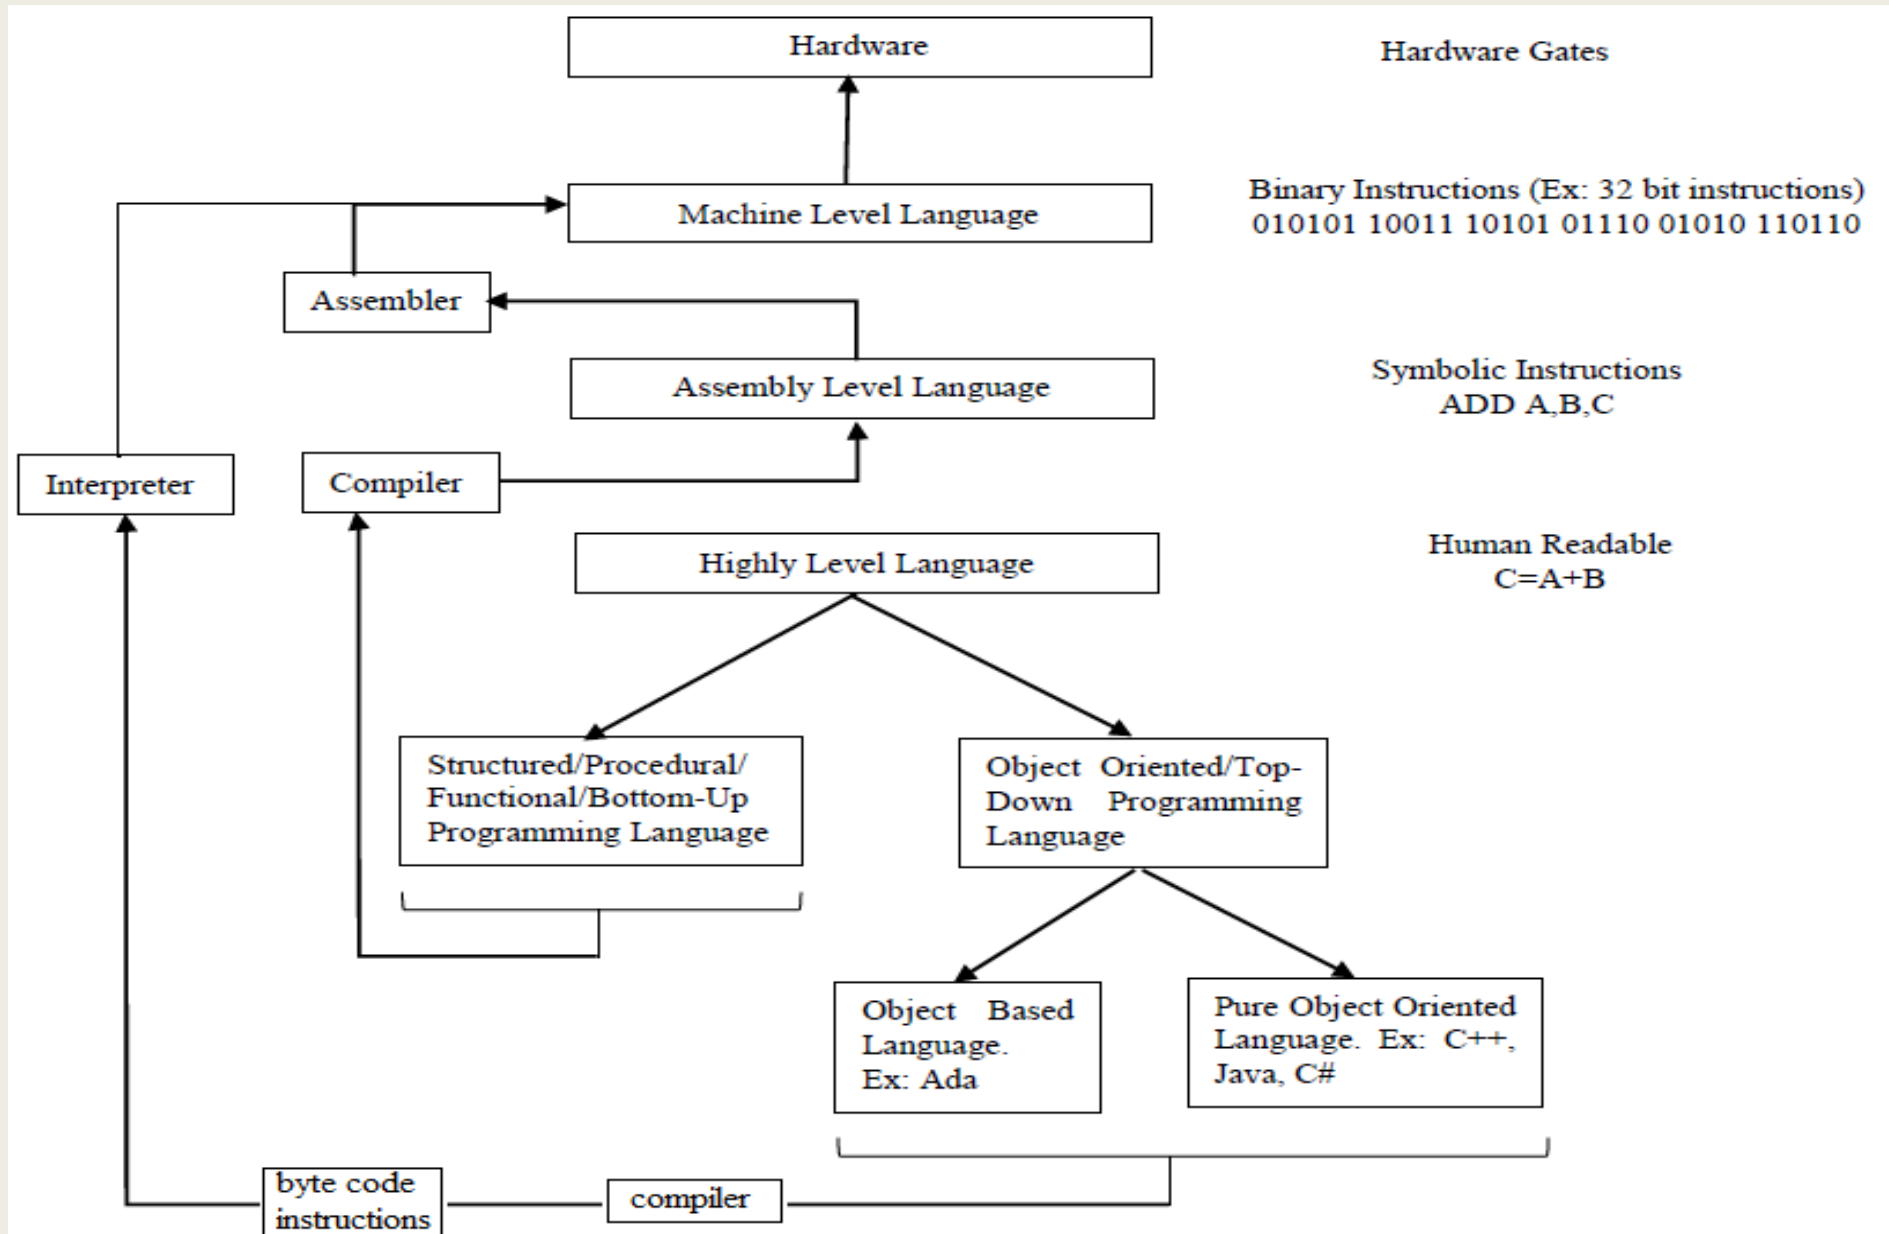 Hardware
Hardware Gates
Machine Level Language
Binary Instructions (Ex: 32 bit instructions)
010101 10011 10101 01110 01010 110110
Assembler
Assembly Level Language
Symbolic Instructions
ADD A,B,C
Interpreter
Compiler
Highly Level Language
Human Readable
C=A+B
Structured/Procedural/
Functional/Bottom-Up
Programming Language
Object Oriented/Top-
Down Programming
Language
Object Based
Language.
Ex: Ada
Pure Object Oriented
Language. Ex: C++,
Java, C#
byte code
instructions
compiler